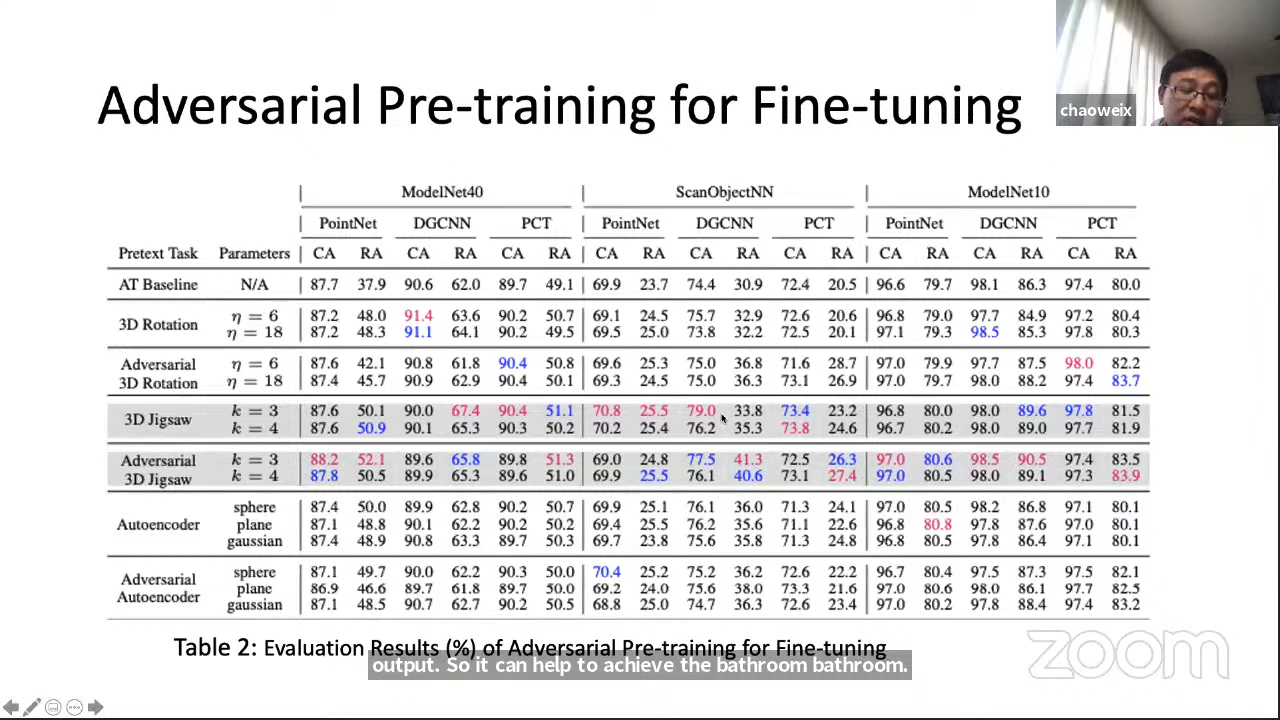 Adversarial Pre-training for Fine-tuning
chaoweix
ModelNet40 ScanObjectNN ModelNet10
PointNet DGCNN PCT PointNet DGCNN PCT PointNet DGCNN PCT
Pretext Task Parameters CA RA CA RA CA RA CA RA CA RA CA RA CA RA CA RA CA RA
AT Baseline N/A 87.7 37.9 90.6 62.0 89.7 49.1 69.9 23.7 74.4 30.9 72.4 20.5 96.6 79.7 98.1 86.3 97.4 80.0
3D Rotation
η = 6 87.2 48.0 91.4 63.6 90.2 50.7 69.1 24.5 75.7 32.9 72.6 20.6 96.8 79.0 97.7 84.9 97.2 80.4
η = 18 87.2 48.3 91.1 64.1 90.2 49.5 69.5 25.0 73.8 32.2 72.5 20.1 97.1 79.3 98.5 85.3 97.8 80.3
Adversarial η = 6 87.6 42.1 90.8 61.8 90.4 50.8 69.6 25.3 75.0 36.8 71.6 28.7 97.0 79.9 97.7 87.5 98.0 82.2
3D Rotation η = 18 87.4 45.7 90.9 62.9 90.4 50.1 69.3 24.5 75.0 36.3 73.1 26.9 97.0 79.7 98.0 88.2 97.4 83.7
3D Jigsaw
k = 3 87.6 50.1 90.0 67.4 90.4 51.1 70.8 25.5 79.0 33.8 73.4 23.2 96.8 80.0 98.0 89.6 97.8 81.5
k = 4 87.6 50.9 90.1 65.3 90.3 50.2 70.2 25.4 76.2 35.3 73.8 24.6 96.7 80.2 98.0 89.0 97.7 81.9
Adversarial k = 3 88.2 52.1 89.6 65.8 89.8 51.3 69.0 24.8 77.5 41.3 72.5 26.3 97.0 80.6 98.5 90.5 97.4 83.5
3D Jigsaw k = 4 87.8 50.5 89.9 65.3 89.6 51.0 69.9 25.5 76.1 40.6 73.1 27.4 97.0 80.5 98.0 89.1 97.3 83.9
sphere 87.4 50.0 89.9 62.8 90.2 50.7 69.9 25.1 76.1 36.0 71.3 24.1 97.0 80.5 98.2 86.8 97.1 80.1
Autoencoder plane 87.1 48.8 90.1 62.2 90.2 50.2 69.4 25.5 76.2 35.6 71.1 22.6 96.8 80.8 97.8 87.6 97.0 80.1
gaussian 87.4 48.9 90.8 63.3 89.7 50.3 69.7 23.8 75.6 35.8 71.3 24.8 96.8 80.5 97.8 86.4 97.1 80.1
Adversarial
Autoencoder
sphere 87.1 49.7 90.0 62.2 90.3 50.0 70.4 25.2 75.2 36.2 72.6 22.2 96.7 80.4 97.5 87.3 97.5 82.1
plane 86.9 46.6 89.7 61.8 89.7 50.0 69.2 24.0 75.6 38.0 73.3 21.6 97.0 80.6 98.0 86.1 97.7 82.5
gaussian 87.1 48.5 90.7 62.7 90.2 50.5 68.8 25.0 74.7 36.3 72.6 23.4 97.0 80.2 97.8 88.4 97.4 83.2
Table 2: Evaluation Results (%) of Adversarial Pre-training for Fine-tuning
output. So it can help to achieve the bathroom bathroom.
zoom